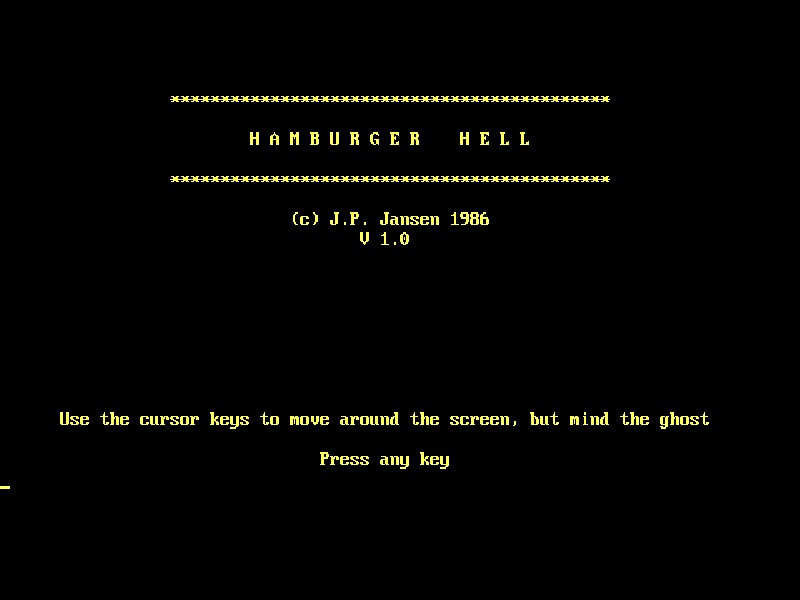 ********************************************
H A M B U R G E R   H E L L
********************************************
(c) J.P. Jansen 1986
V 1.0
Use the cursor keys to move around the screen, but mind the ghost
Press any key